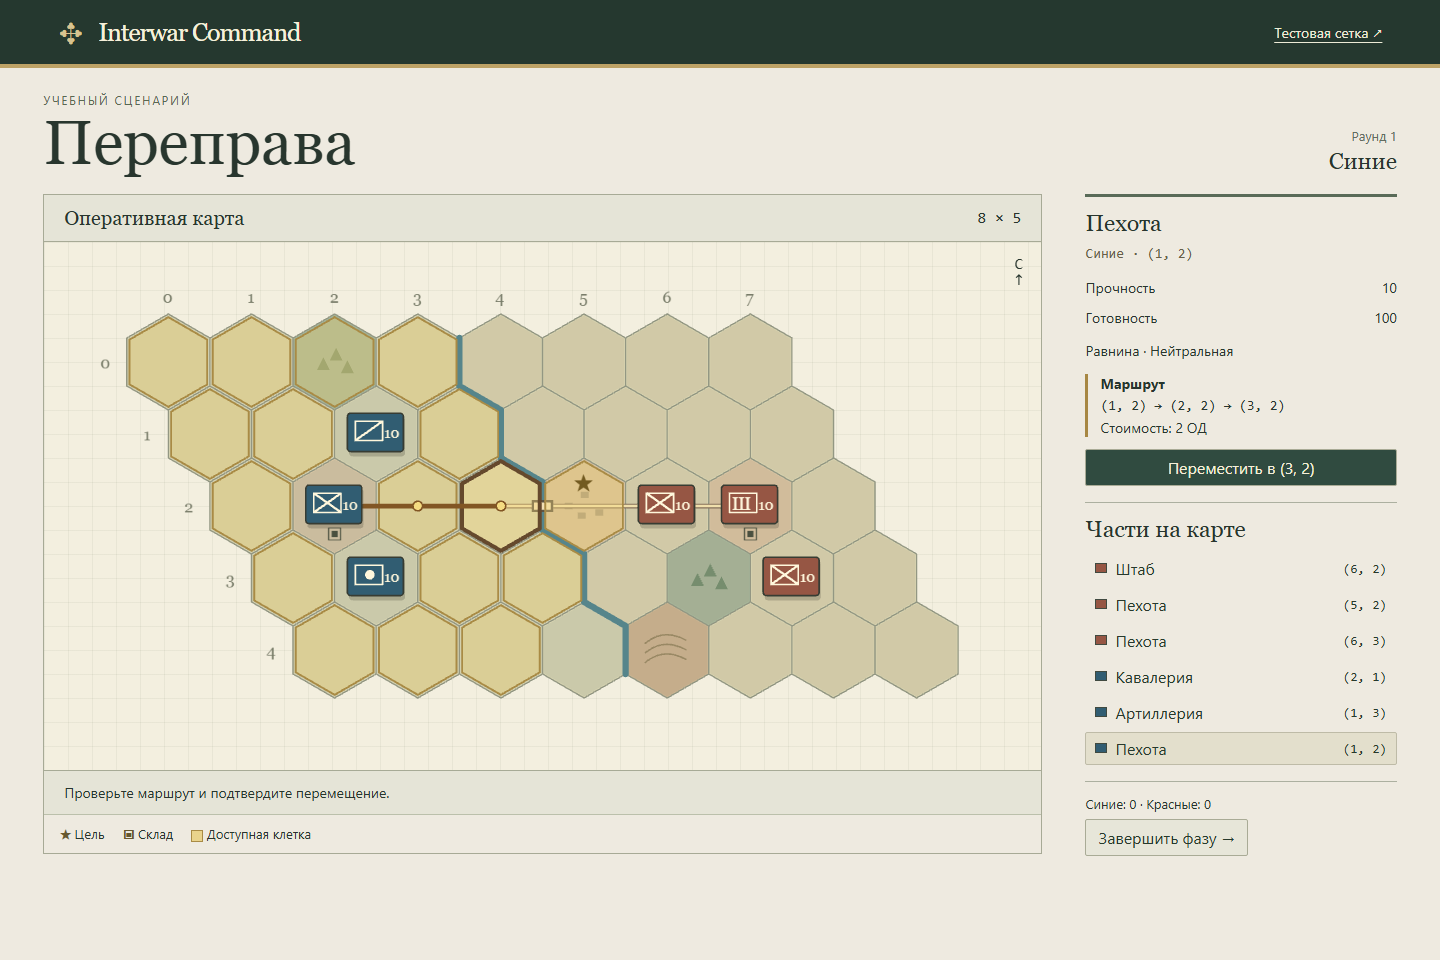 Interwar Command
Тестовая сетка ↗
УЧЕБНЫЙ СЦЕНАРИЙ
Переправа
Раунд 1
Синие
Оперативная карта
8 × 5
С
↑
0 1 2 3 4 5 6 7
0
1
10
2
10
10
III 10
3
10
10
4
Проверьте маршрут и подтвердите перемещение.
★ Цель
Склад
Доступная клетка
Пехота
Синие · (1, 2)
Прочность 10
Готовность 100
Равнина · Нейтральная
Маршрут
(1, 2) → (2, 2) → (3, 2)
Стоимость: 2 ОД
Переместить в (3, 2)
Части на карте
Штаб (6, 2)
Пехота (5, 2)
Пехота (6, 3)
Кавалерия (2, 1)
Артиллерия (1, 3)
Пехота (1, 2)
Синие: 0 · Красные: 0
Завершить фазу →